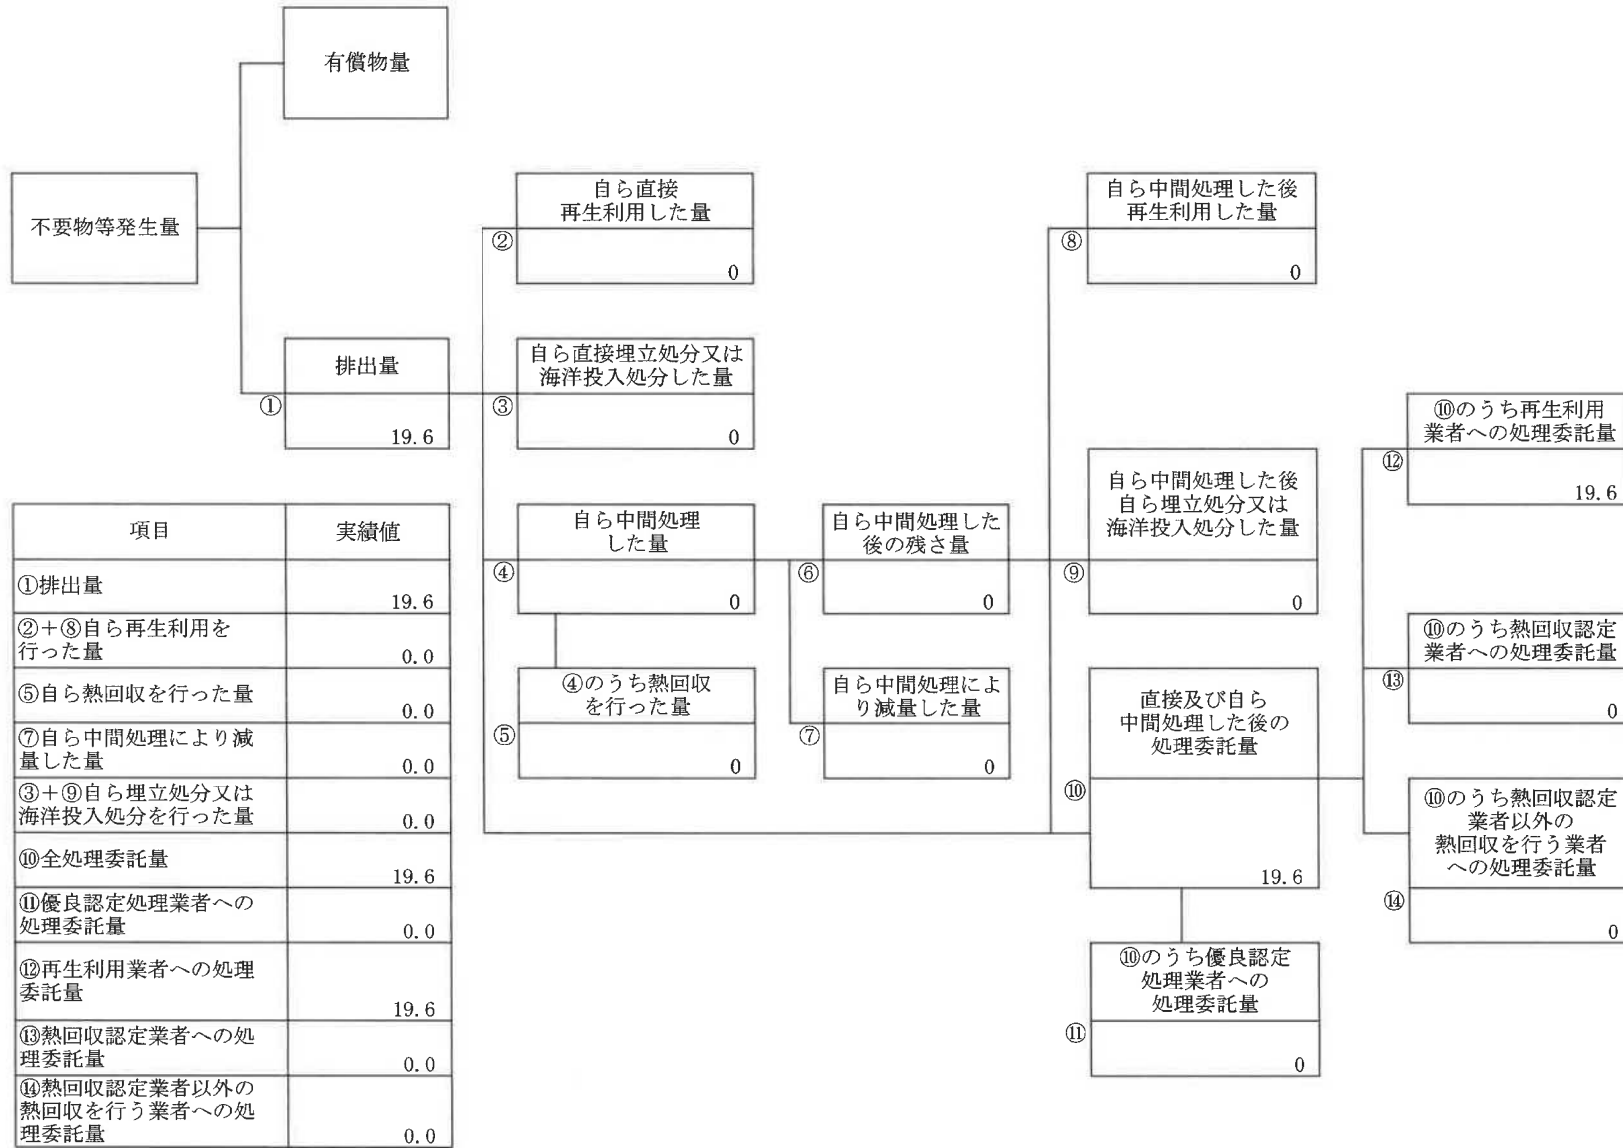 有償物量
不要物等発生量
自ら直接
再生利用した量
②
0
自ら中間処理した後
再生利用した量
⑧
0
排出量
①
19.6
自ら直接埋立処分又は
海洋投入処分した量
③
0
⑩のうち再生利用
業者への処理委託量
⑫
19.6
自ら中間処理した後
自ら埋立処分又は
海洋投入処分した量
⑨
0
自ら中間処理
した量
④
0
自ら中間処理した
後の残さ量
⑥
0
⑩のうち熱回収認定
業者への処理委託量
⑬
0
④のうち熱回収
を行った量
⑤
0
自ら中間処理によ
り減量した量
⑦
0
直接及び自ら
中間処理した後の
処理委託量
⑩
19.6
⑩のうち熱回収認定
業者以外の
熱回収を行う業者
への処理委託量
⑭
0
⑩のうち優良認定
処理業者への
処理委託量
⑪
0
項目 実績値
①排出量
19.6
②+⑧自ら再生利用を
行った量
0.0
⑤自ら熱回収を行った量
0.0
⑦自ら中間処理により減
量した量
0.0
③+⑨自ら埋立処分又は
海洋投入処分を行った量
0.0
⑩全処理委託量
19.6
⑪優良認定処理業者への
処理委託量
0.0
⑫再生利用業者への処理
委託量
19.6
⑬熱回収認定業者への処
理委託量
0.0
⑭熱回収認定業者以外の
熱回収を行う業者への処
理委託量
0.0